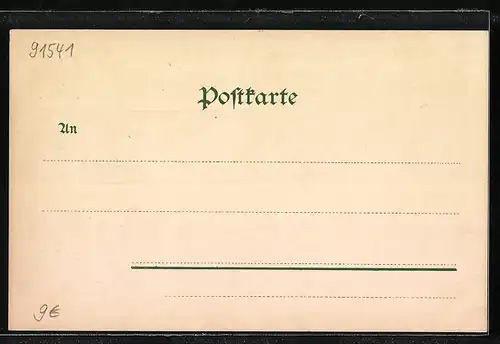 91541
Poſtkarte
An
9€